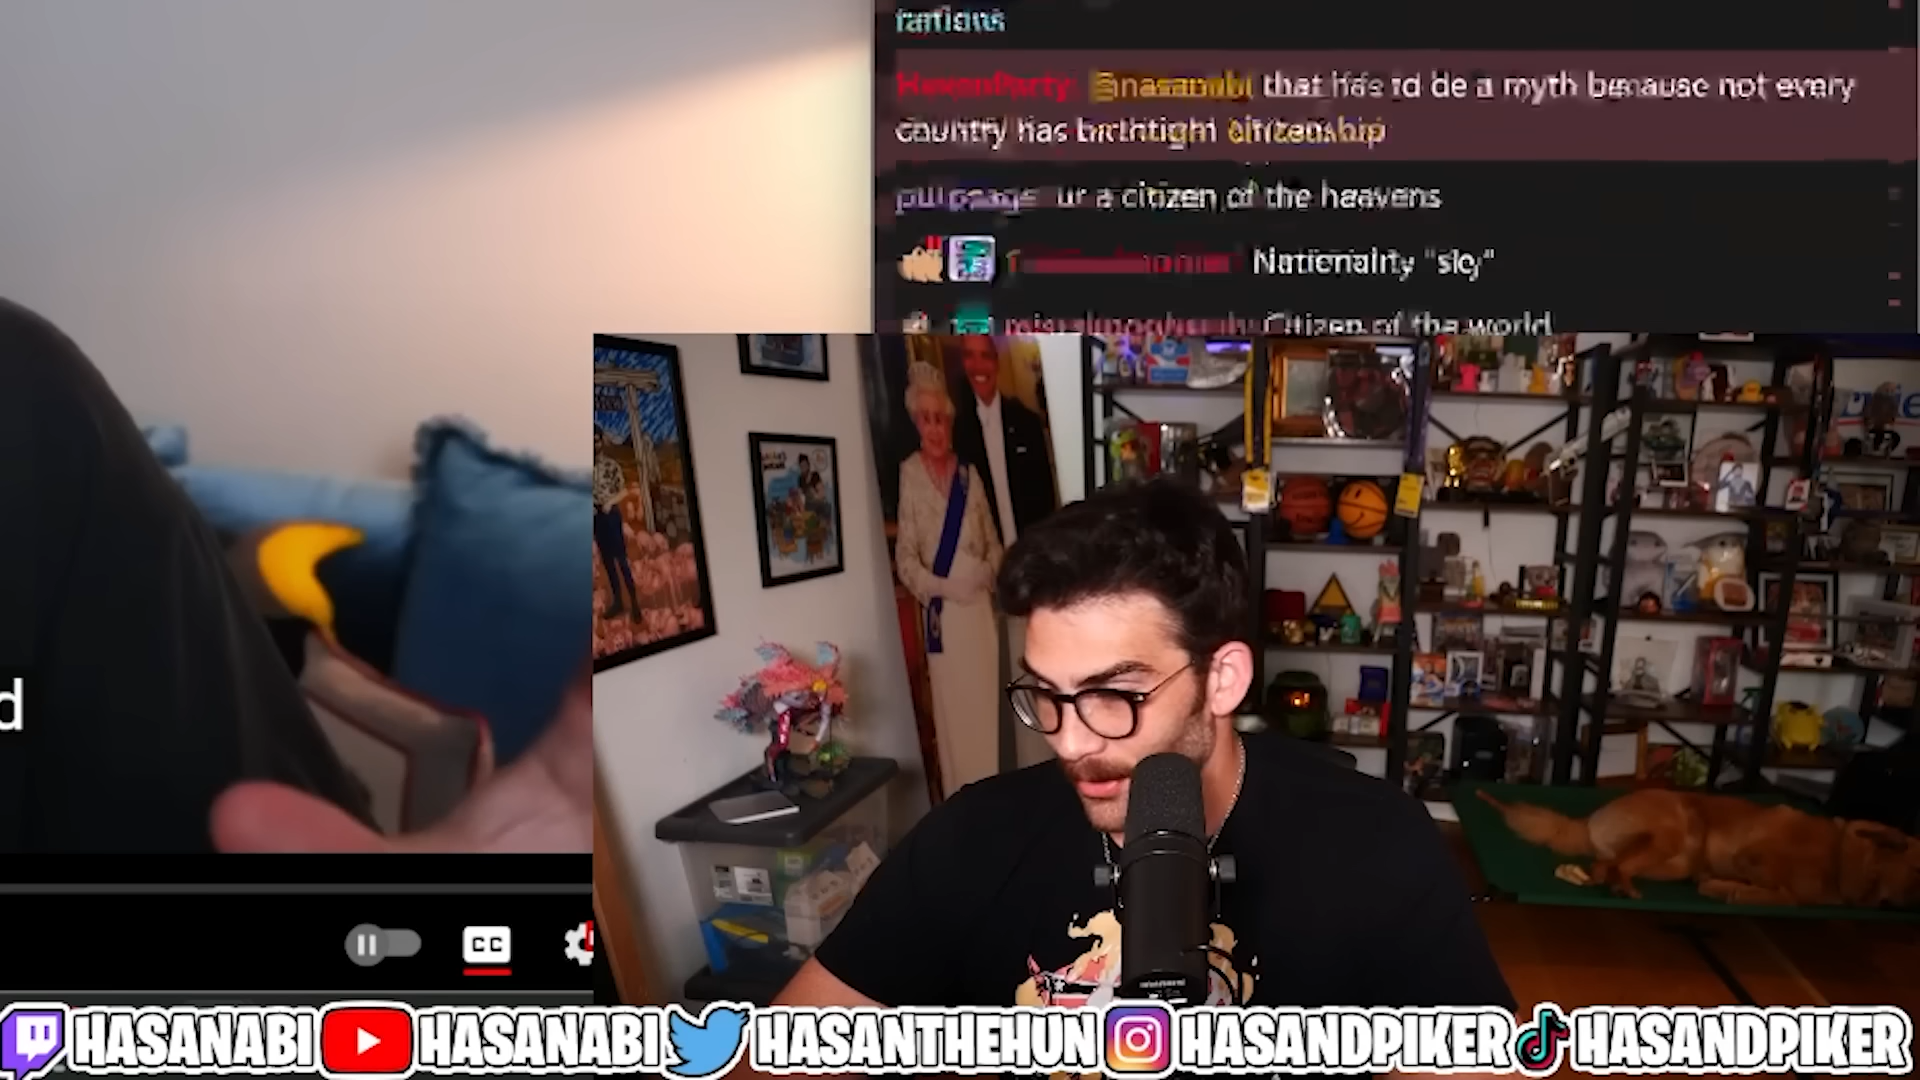 that has to be a myth because not every
country has birthright citizenship
ur a citizen of the heavens
Nationality "sky"
Citizen of the world
d
CC
HASANABI HASANABI HASANTHEHUN HASANDPIKER HASANDPIKER